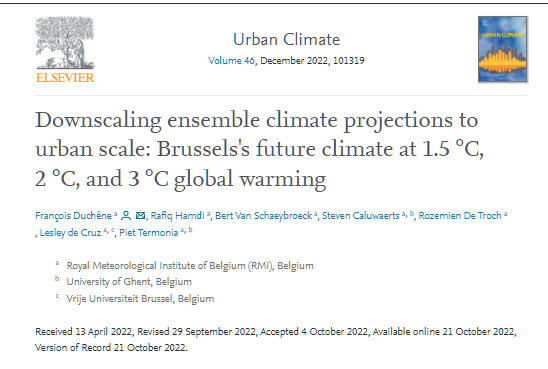 Urban Climate
Volume 46, December 2022, 101319
ELSEVIER
URBAN CLIMATE
Downscaling ensemble climate projections to
urban scale: Brussels's future climate at 1.5 °C,
2 °C, and 3 °C global warming
François Duchêne a, Rafiq Hamdi a, Bert Van Schaeybroeck a, Steven Caluwaerts a, b, Rozemien De Troch a
, Lesley de Cruz a, c, Piet Termonia a, b
a Royal Meteorological Institute of Belgium (RMI), Belgium
b University of Ghent, Belgium
c Vrije Universiteit Brussel, Belgium
Received 13 April 2022, Revised 29 September 2022, Accepted 4 October 2022, Available online 21 October 2022,
Version of Record 21 October 2022.